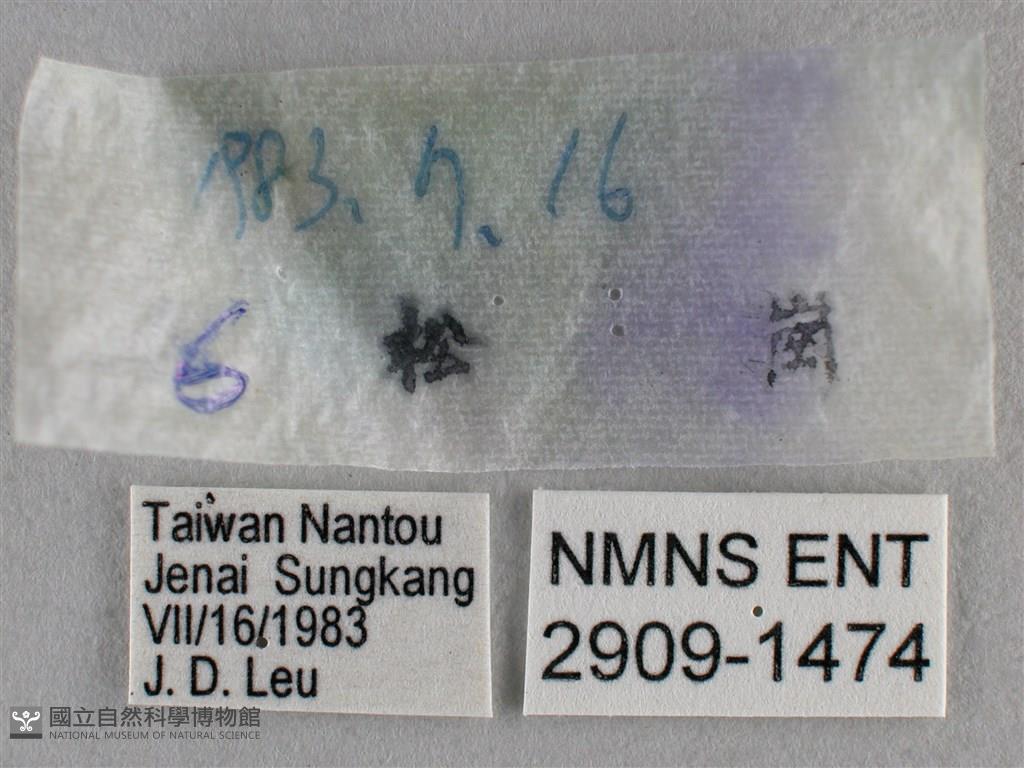 1983.7.16
6 松 崗
Taiwan Nantou
Jenai Sungkang
VII/16/1983
J. D. Leu
NMNS ENT
2909-1474
國立自然科學博物館
NATIONAL MUSEUM OF NATURAL SCIENCE